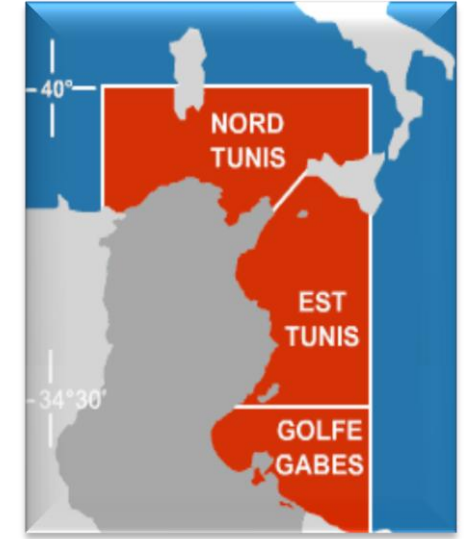 40°
NORD
TUNIS
EST
TUNIS
34°30'
GOLFE
GABES